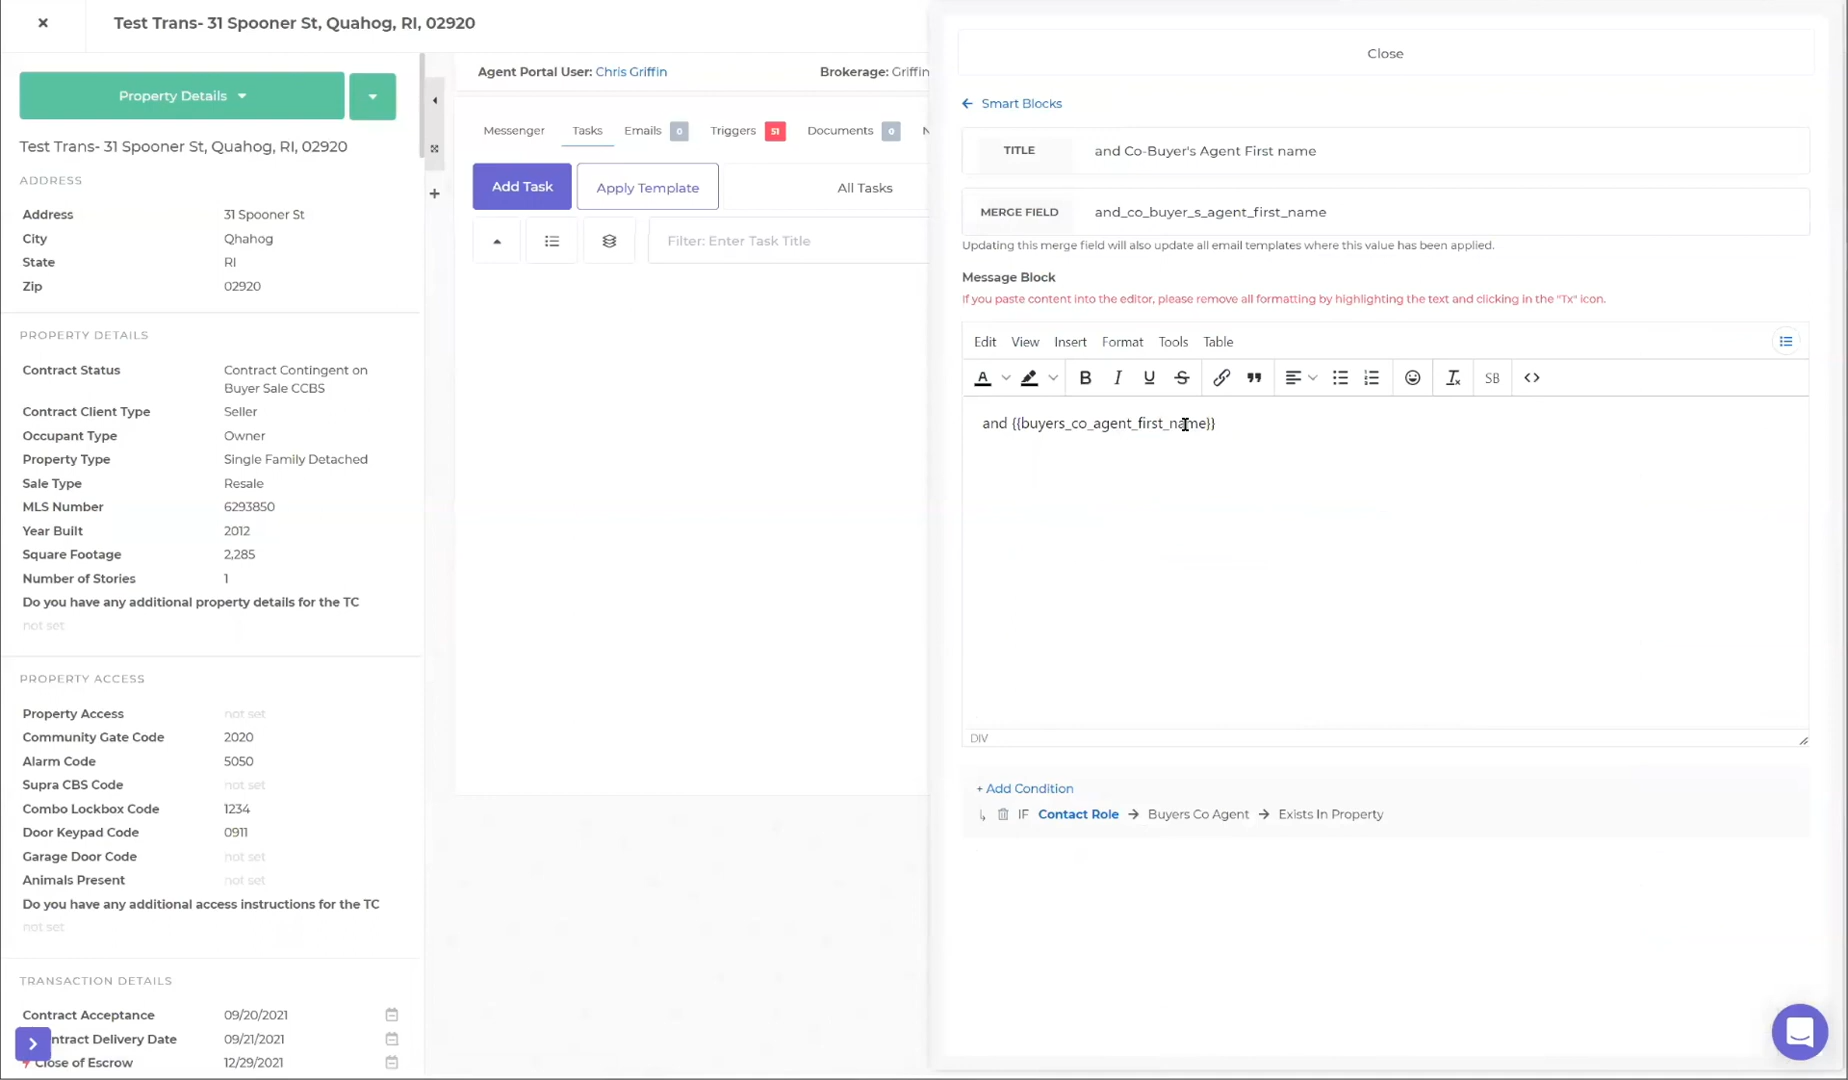 Test Trans- 31 Spooner St, Quahog, RI, 02920
Property Details
Test Trans- 31 Spooner St, Quahog, RI, 02920
ADDRESS
Address 31 Spooner St
City Qhahog
State RI
Zip 02920
PROPERTY DETAILS
Contract Status Contract Contingent on
Buyer Sale CCBS
Contract Client Type Seller
Occupant Type Owner
Property Type Single Family Detached
Sale Type Resale
MLS Number 6293850
Year Built 2012
Square Footage 2,285
Number of Stories 1
Do you have any additional property details for the TC
not set
PROPERTY ACCESS
Property Access not set
Community Gate Code 2020
Alarm Code 5050
Supra CBS Code not set
Combo Lockbox Code 1234
Door Keypad Code 0911
Garage Door Code not set
Animals Present not set
Do you have any additional access instructions for the TC
not set
TRANSACTION DETAILS
Contract Acceptance 09/20/2021
ntract Delivery Date 09/21/2021
Close of Escrow 12/29/2021
Agent Portal User: Chris Griffin Brokerage: Griffin
Messenger Tasks Emails 0 Triggers 51 Documents 0 N
Add Task Apply Template All Tasks
Filter: Enter Task Title
Close
Smart Blocks
TITLE and Co-Buyer's Agent First name
MERGE FIELD and_co_buyer_s_agent_first_name
Updating this merge field will also update all email templates where this value has been applied.
Message Block
If you paste content into the editor, please remove all formatting by highlighting the text and clicking in the "Tx" icon.
Edit View Insert Format Tools Table
A B I U S SB
and {{buyers_co_agent_first_name}}
DIV
+ Add Condition
IF Contact Role → Buyers Co Agent → Exists In Property